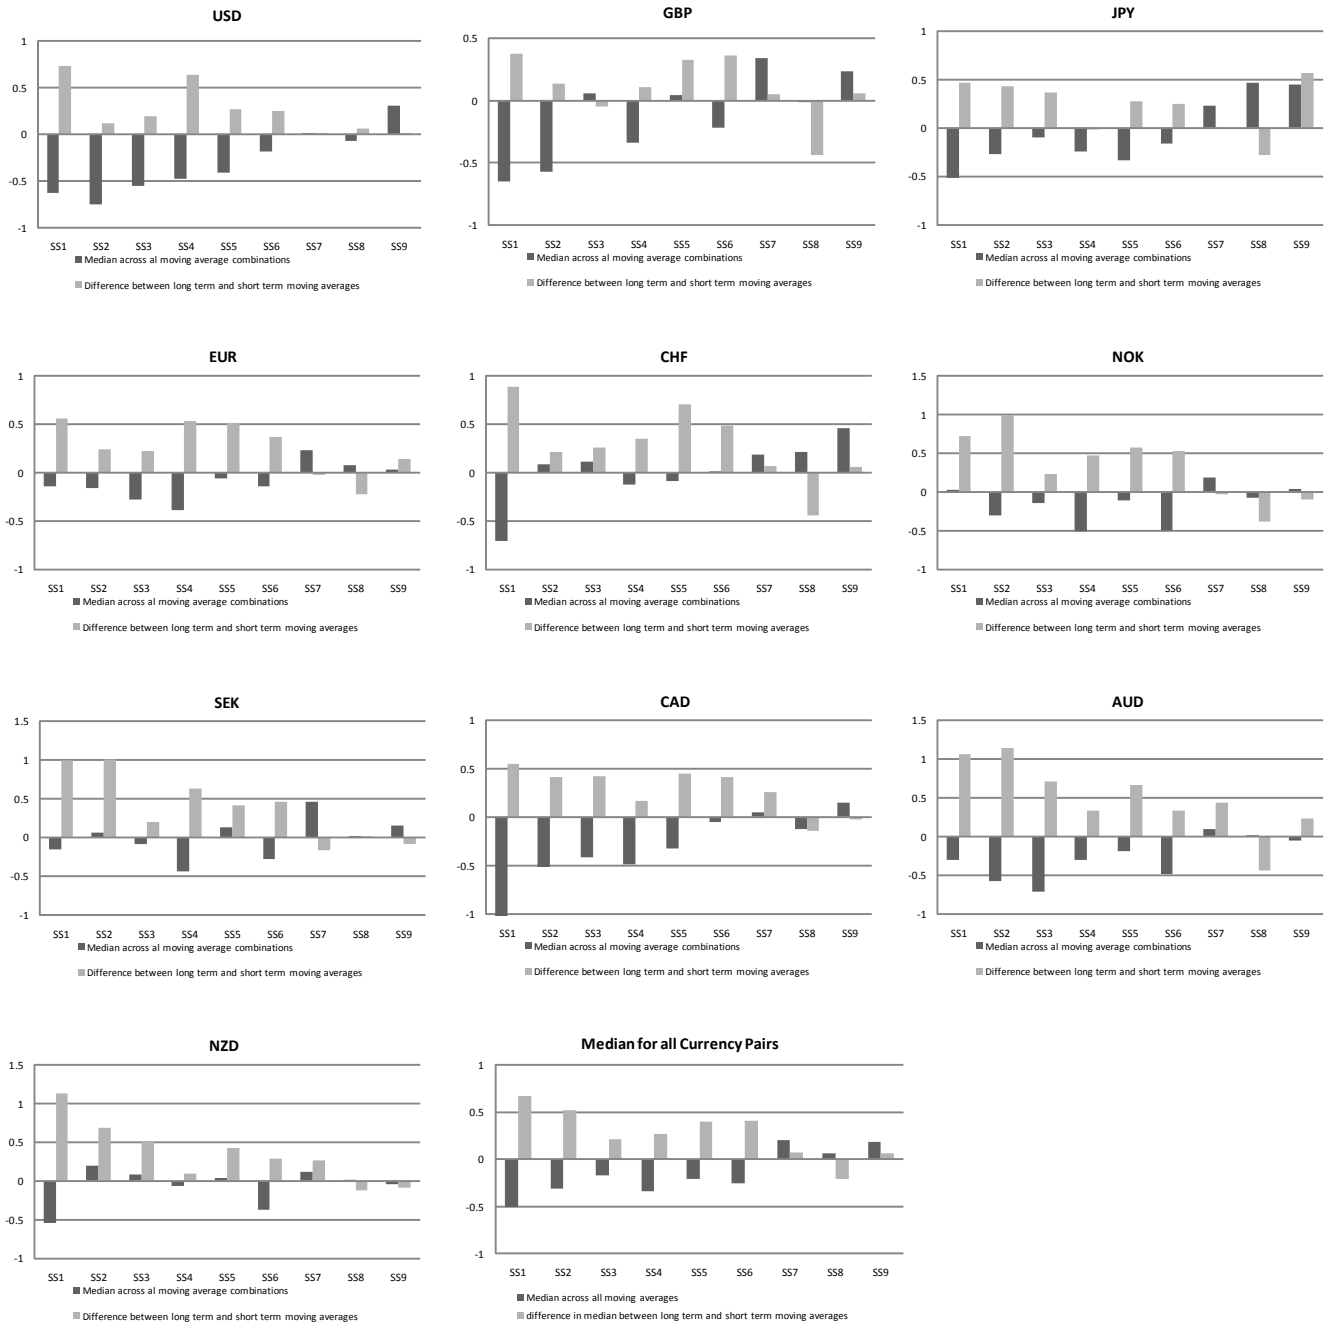 USD
1
0.5
0
-0.5
-1
SS1 SS2 SS3 SS4 SS5 SS6 SS7 SS8 SS9
Median across al moving average combinations
Difference between long term and short term moving averages
GBP
0.5
0
-0.5
-1
SS1 SS2 SS3 SS4 SS5 SS6 SS7 SS8 SS9
Median across al moving average combinations
Difference between long term and short term moving averages
JPY
1
0.5
0
-0.5
-1
SS1 SS2 SS3 SS4 SS5 SS6 SS7 SS8 SS9
Median across al moving average combinations
Difference between long term and short term moving averages
EUR
1
0.5
0
-0.5
-1
SS1 SS2 SS3 SS4 SS5 SS6 SS7 SS8 SS9
Median across al moving average combinations
Difference between long term and short term moving averages
CHF
1
0.5
0
-0.5
-1
SS1 SS2 SS3 SS4 SS5 SS6 SS7 SS8 SS9
Median across al moving average combinations
Difference between long term and short term moving averages
NOK
1.5
1
0.5
0
-0.5
-1
SS1 SS2 SS3 SS4 SS5 SS6 SS7 SS8 SS9
Median across al moving average combinations
Difference between long term and short term moving averages
SEK
1.5
1
0.5
0
-0.5
-1
SS1 SS2 SS3 SS4 SS5 SS6 SS7 SS8 SS9
Median across al moving average combinations
Difference between long term and short term moving averages
CAD
1
0.5
0
-0.5
-1
SS1 SS2 SS3 SS4 SS5 SS6 SS7 SS8 SS9
Median across al moving average combinations
Difference between long term and short term moving averages
AUD
1.5
1
0.5
0
-0.5
-1
SS1 SS2 SS3 SS4 SS5 SS6 SS7 SS8 SS9
Median across al moving average combinations
Difference between long term and short term moving averages
NZD
1.5
1
0.5
0
-0.5
-1
SS1 SS2 SS3 SS4 SS5 SS6 SS7 SS8 SS9
Median across al moving average combinations
Difference between long term and short term moving averages
Median for all Currency Pairs
1
0.5
0
-0.5
-1
SS1 SS2 SS3 SS4 SS5 SS6 SS7 SS8 SS9
Median across all moving averages
difference in median between long term and short term moving averages